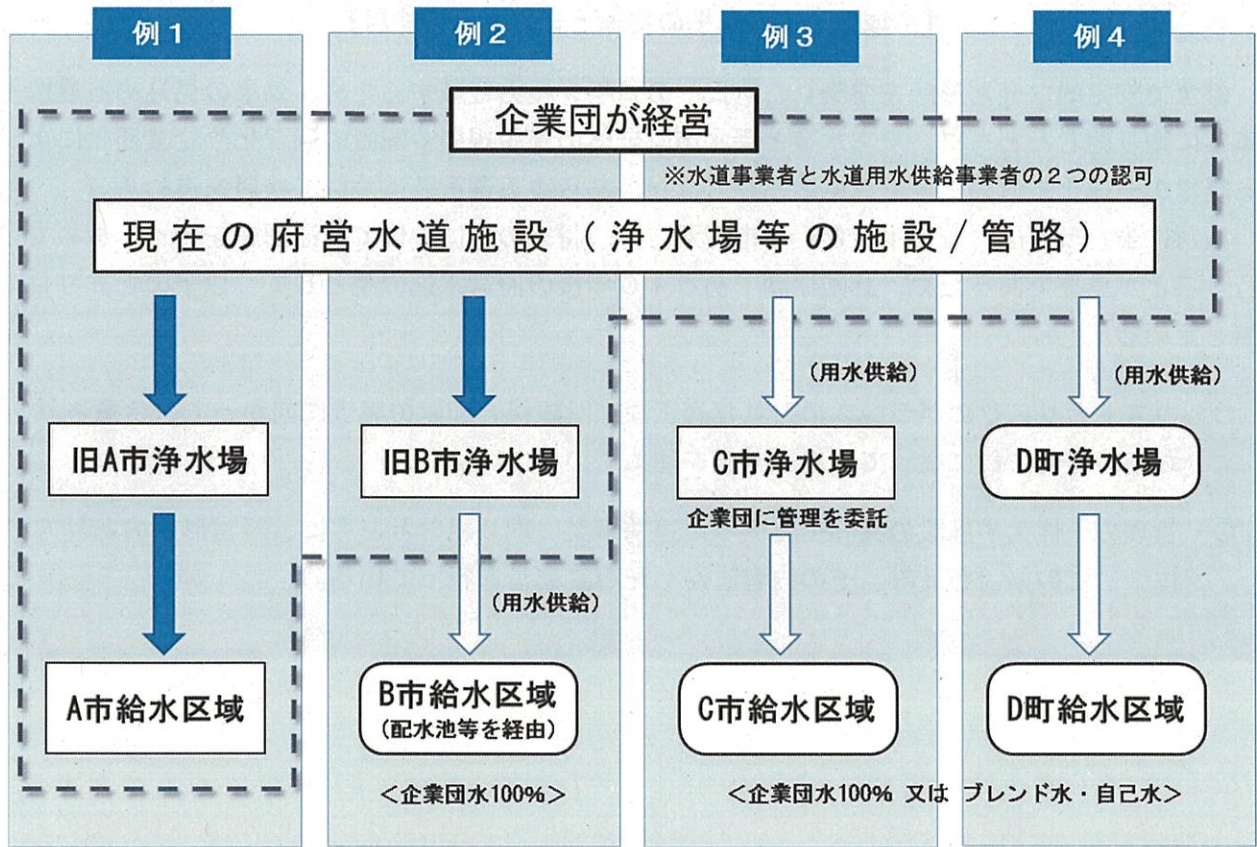 例1
例2
例3
例4
企業団が経営
※水道事業者と水道用水供給事業者の2つの認可
現在の府営水道施設(浄水場等の施設/管路)
(用水供給)
(用水供給)
旧A市浄水場
旧B市浄水場
C市浄水場
D町浄水場
企業団に管理を委託
(用水供給)
A市給水区域
B市給水区域
(配水池等を経由)
C市給水区域
D町給水区域
<企業団水100%>
<企業団水100% 又は ブレンド水・自己水>